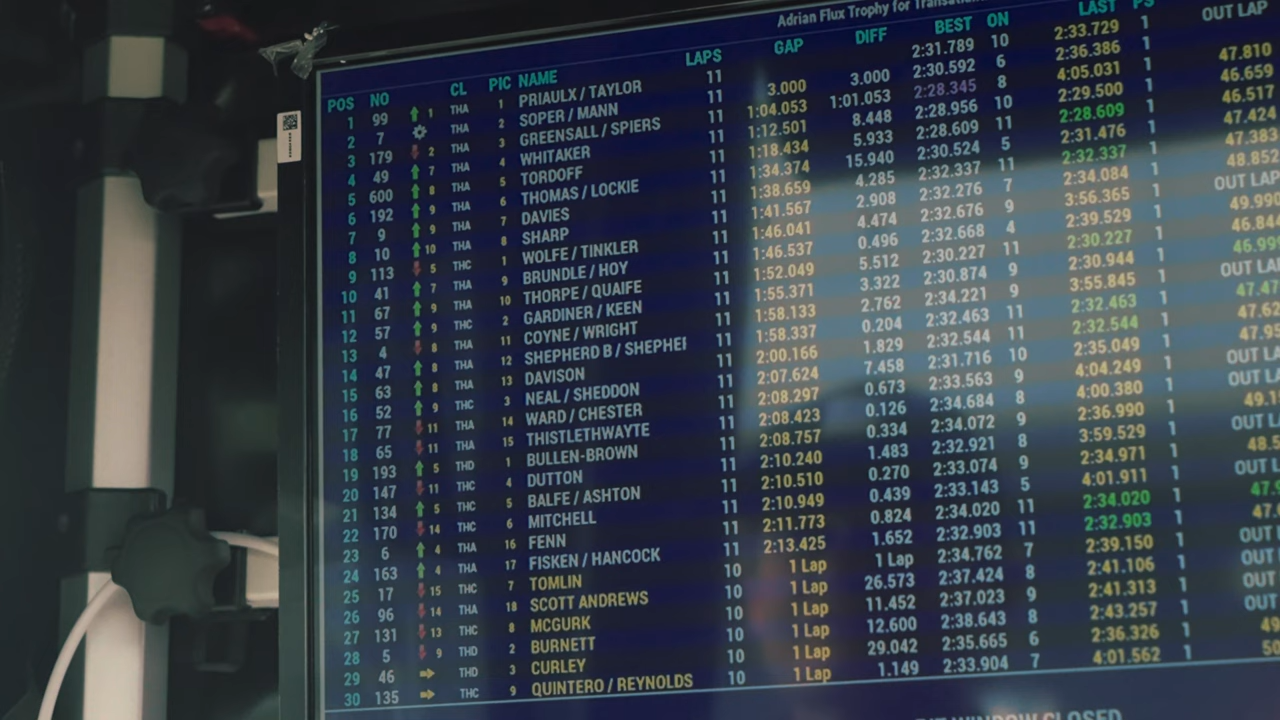 Adrian Flux Trophy for
POS NO CL PIC NAME LAPS GAP DIFF BEST ON LAST PS
1 99 1 THA 1 PRIAULX / TAYLOR 11 2:31.789 10 2:33.729 1 OUT LAP
2 7 THA 2 SOPER / MANN 11 3.000 3.000 2:30.592 6 2:36.386 1
3 179 2 THA 3 GREENSALL / SPIERS 11 1:04.053 1:01.053 2:28.345 8 4:05.031 1 47.810
4 49 7 THA 4 WHITAKER 11 1:12.501 8.448 2:28.956 10 2:29.500 1 46.659
5 600 8 THA 5 TORDOFF 11 1:18.434 5.933 2:28.609 11 2:28.609 1 46.517
6 192 9 THA 6 THOMAS / LOCKIE 11 1:34.374 15.940 2:30.524 5 2:31.476 1 47.424
7 9 9 THA 7 DAVIES 11 1:38.659 4.285 2:32.337 11 2:32.337 1 47.383
8 10 10 THA 8 SHARP 11 1:41.567 2.908 2:32.276 7 2:34.084 1 48.852
9 113 5 THC 1 WOLFE / TINKLER 11 1:46.041 4.474 2:32.676 9 3:56.365 1 OUT LAP
10 41 7 THA 9 BRUNDLE / HOY 11 1:46.537 0.496 2:32.668 4 2:39.529 1 49.990
11 67 9 THA 10 THORPE / QUAIFE 11 1:52.049 5.512 2:30.227 11 2:30.227 1 46.844
12 57 9 THC 2 GARDINER / KEEN 11 1:55.371 3.322 2:30.874 9 2:30.944 1 46.99
13 4 8 THA 11 COYNE / WRIGHT 11 1:58.133 2.762 2:34.221 9 3:55.845 1 OUT LAP
14 47 8 THA 12 SHEPHERD B / SHEPHEI 11 1:58.337 0.204 2:32.463 11 2:32.463 1 47.47
15 63 8 THA 13 DAVISON 11 2:00.166 1.829 2:32.544 11 2:32.544 1 47.62
16 52 9 THC 3 NEAL / SHEDDON 11 2:07.624 7.458 2:31.716 10 2:35.049 1 47.9
17 77 11 THA 14 WARD / CHESTER 11 2:08.297 0.673 2:33.563 9 4:04.249 1 OUT LA
18 65 11 THA 15 THISTLETHWAYTE 11 2:08.423 0.126 2:34.684 8 4:00.380 1 OUT LA
19 193 5 THD 1 BULLEN-BROWN 11 2:08.757 0.334 2:34.072 9 2:36.990 1 49.1
20 147 11 THC 4 DUTTON 11 2:10.240 1.483 2:32.921 8 3:59.529 1 OUT L
21 134 5 THC 5 BALFE / ASHTON 11 2:10.510 0.270 2:33.074 9 2:34.971 1 48.5
22 170 14 THC 6 MITCHELL 11 2:10.949 0.439 2:33.143 5 4:01.911 1 OUT L
23 6 4 THA 16 FENN 11 2:11.773 0.824 2:34.020 11 2:34.020 1 47.9
24 163 4 THA 17 FISKEN / HANCOCK 11 2:13.425 1.652 2:32.903 11 2:32.903 1 47.0
25 17 15 THC 7 TOMLIN 10 1 Lap 1 Lap 2:34.762 7 2:39.150 1 OUT
26 96 14 THA 18 SCOTT ANDREWS 10 1 Lap 26.573 2:37.424 8 2:41.106 1 OUT
27 131 13 THC 8 MCGURK 10 1 Lap 11.452 2:37.023 9 2:41.313 1 OUT
28 5 9 THD 2 BURNETT 10 1 Lap 12.600 2:38.643 8 2:43.257 1 OUT
29 46 THD 3 CURLEY 10 1 Lap 29.042 2:35.665 6 2:36.326 1 49
30 135 THC 9 QUINTERO / REYNOLDS 10 1 Lap 1.149 2:33.904 7 4:01.562 1 50
WINDOW CLOSED